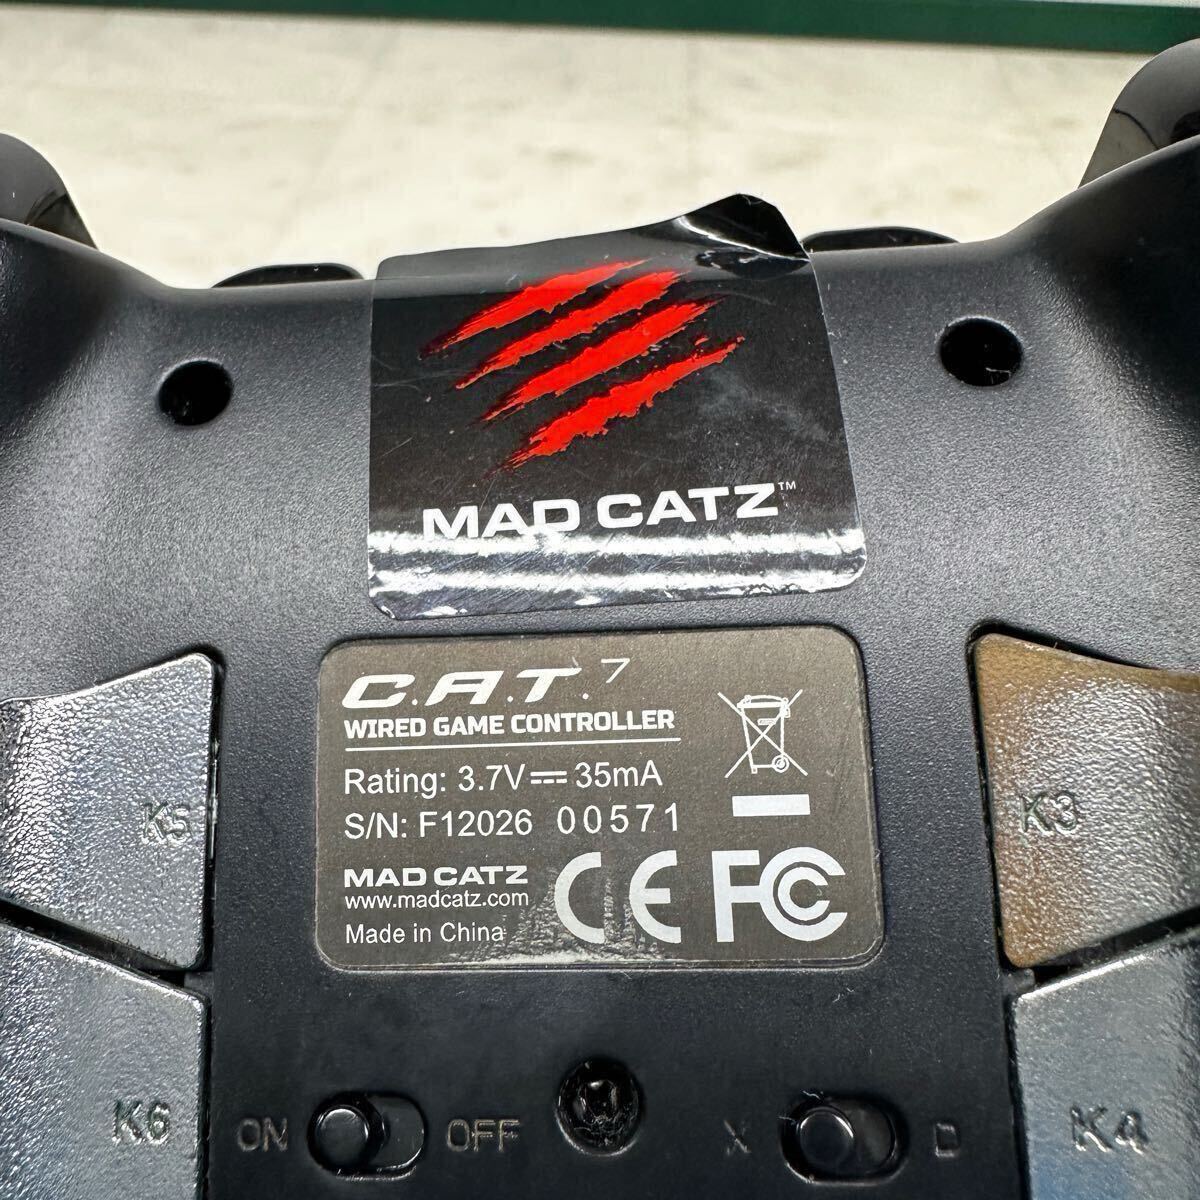 MAD CATZ™
C.A.T.7
WIRED GAME CONTROLLER
Rating: 3.7V⎓35mA
S/N: F12026 00571
MAD CATZ
www.madcatz.com
Made in China
CE FC
K5
K3
K6
ON
OFF
X
D
K4